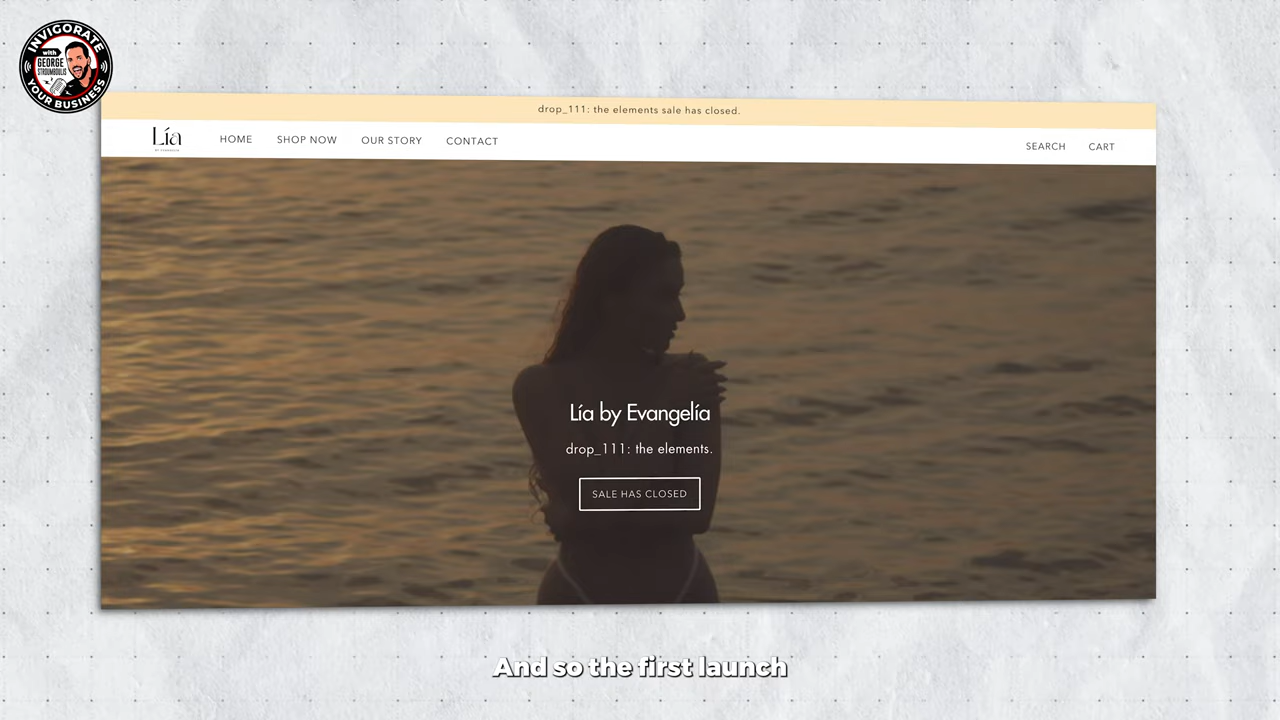 INVIGORATE
with
GEORGE
STROUMBOULIS
YOUR BUSINESS
drop_111: the elements sale has closed.
Lía
HOME SHOP NOW OUR STORY CONTACT SEARCH CART
Lía by Evangelía
drop_111: the elements.
SALE HAS CLOSED
And so the first launch